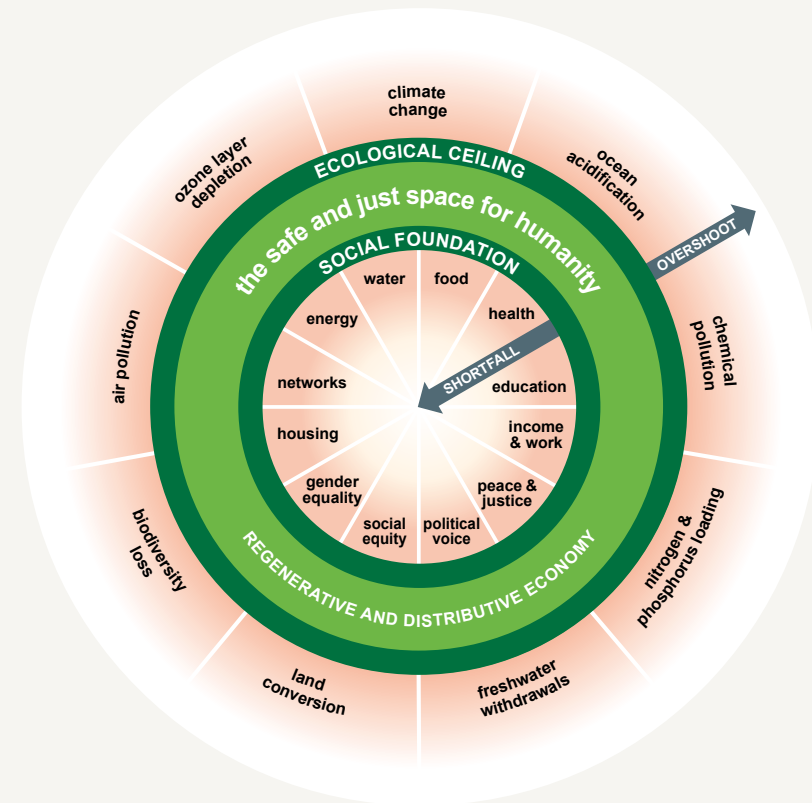 climate
change
ozone layer
depletion
ocean
acidification
ECOLOGICAL CEILING
the safe and just space for humanity
OVERSHOOT
SOCIAL FOUNDATION
water
food
energy
health
air pollution
chemical
pollution
SHORTFALL
networks
education
housing
income
& work
gender
equality
peace &
justice
social
equity
political
voice
biodiversity
loss
nitrogen &
phosphorus loading
REGENERATIVE AND DISTRIBUTIVE ECONOMY
land
conversion
freshwater
withdrawals